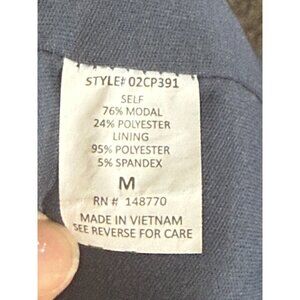 STYLE# 02CP391
SELF
76% MODAL
24% POLYESTER
LINING
95% POLYESTER
5% SPANDEX
M
RN # 148770
MADE IN VIETNAM
SEE REVERSE FOR CARE